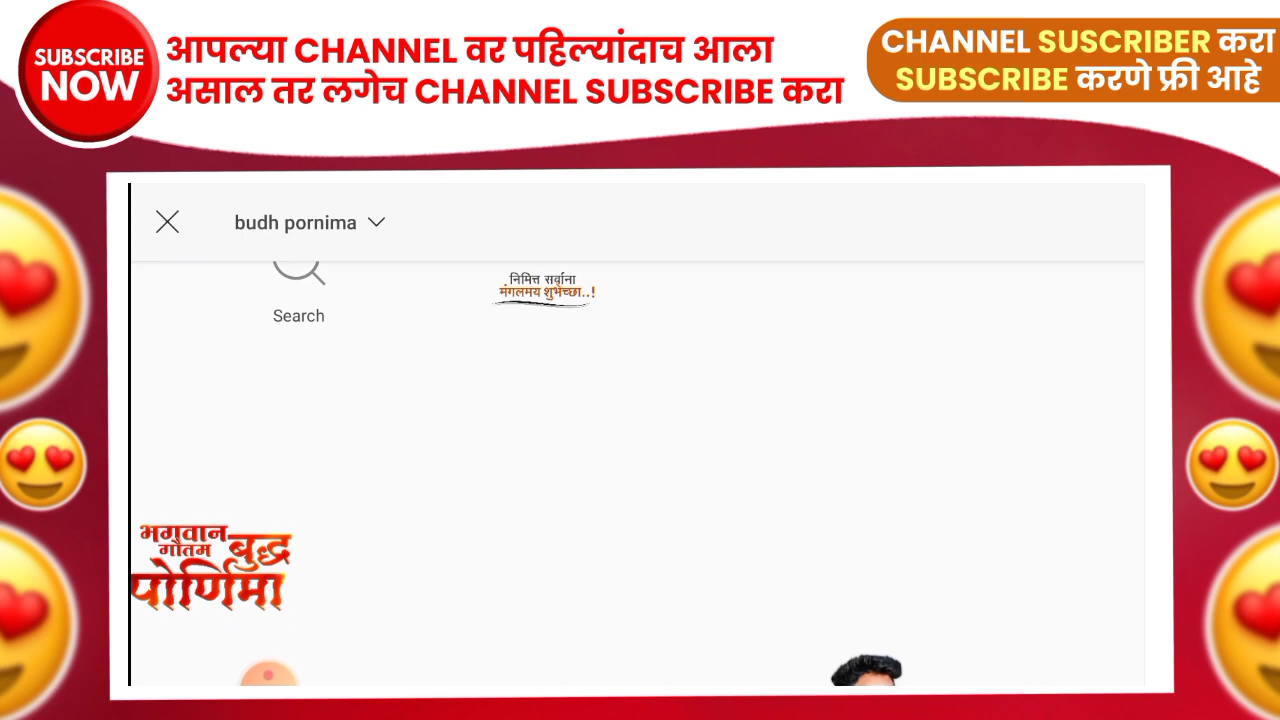 SUBSCRIBE
NOW
आपल्या CHANNEL वर पहिल्यांदाच आला
असाल तर लगेच CHANNEL SUBSCRIBE करा
CHANNEL SUSCRIBER करा
SUBSCRIBE करणे फ्री आहे
budh pornima
Search
निमित्त सर्वाना
मंगलमय शुभेच्छा..!
भगवान
गौतम बुद्ध
पोर्णिमा